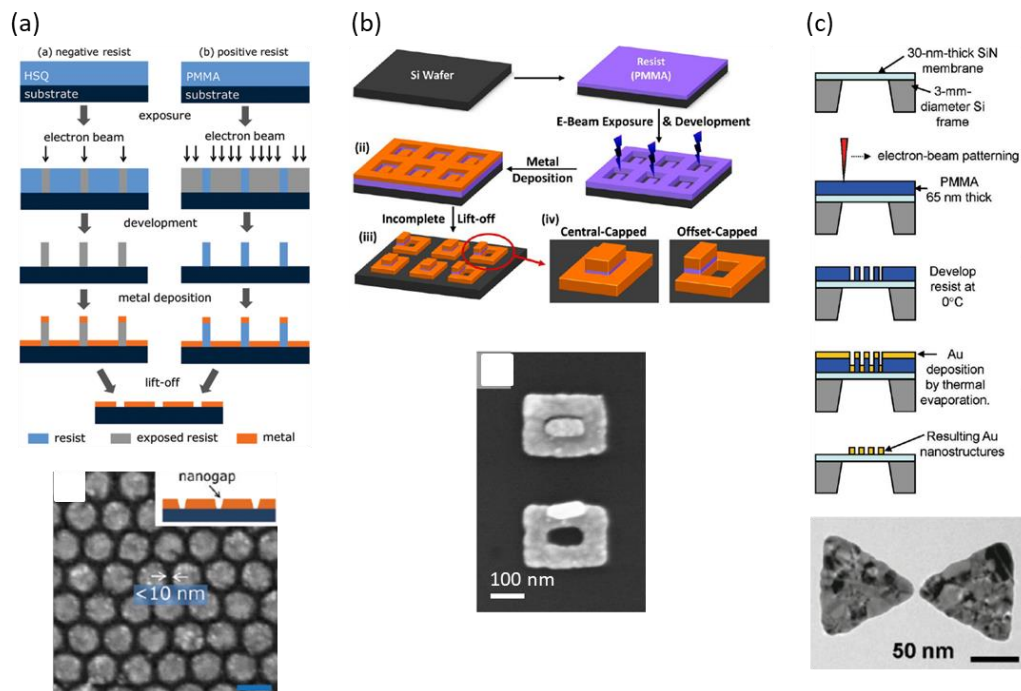 (a)
(a) negative resist
(b) positive resist
HSQ
PMMA
substrate
substrate
exposure
electron beam
electron beam
development
metal deposition
lift-off
resist
exposed resist
metal
nanogap
<10 nm
(b)
Si Wafer
Resist
(PMMA)
E-Beam Exposure & Development
(ii)
Metal
Deposition
Incomplete Lift-off
(iii)
(iv)
Central-Capped
Offset-Capped
100 nm
(c)
30-nm-thick SiN
membrane
3-mm-
diameter Si
frame
electron-beam patterning
PMMA
65 nm thick
Develop
resist at
0°C
Au
deposition
by thermal
evaporation.
Resulting Au
nanostructures
50 nm